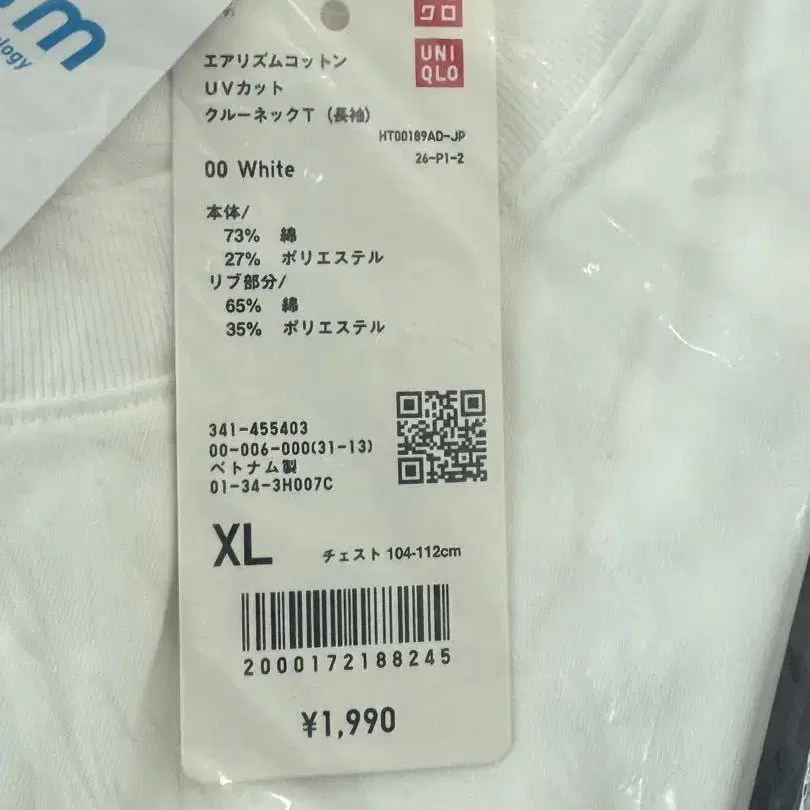 m
ology
クロ
UNI
QLO
エアリズムコットン
UVカット
クルーネックT (長袖)
HT00189AD-JP
26-P1-2
00 White
本体/
73% 綿
27% ポリエステル
リブ部分/
65% 綿
35% ポリエステル
341-455403
00-006-000(31-13)
ベトナム製
01-34-3H007C
XL チェスト 104-112cm
2000172188245
¥1,990